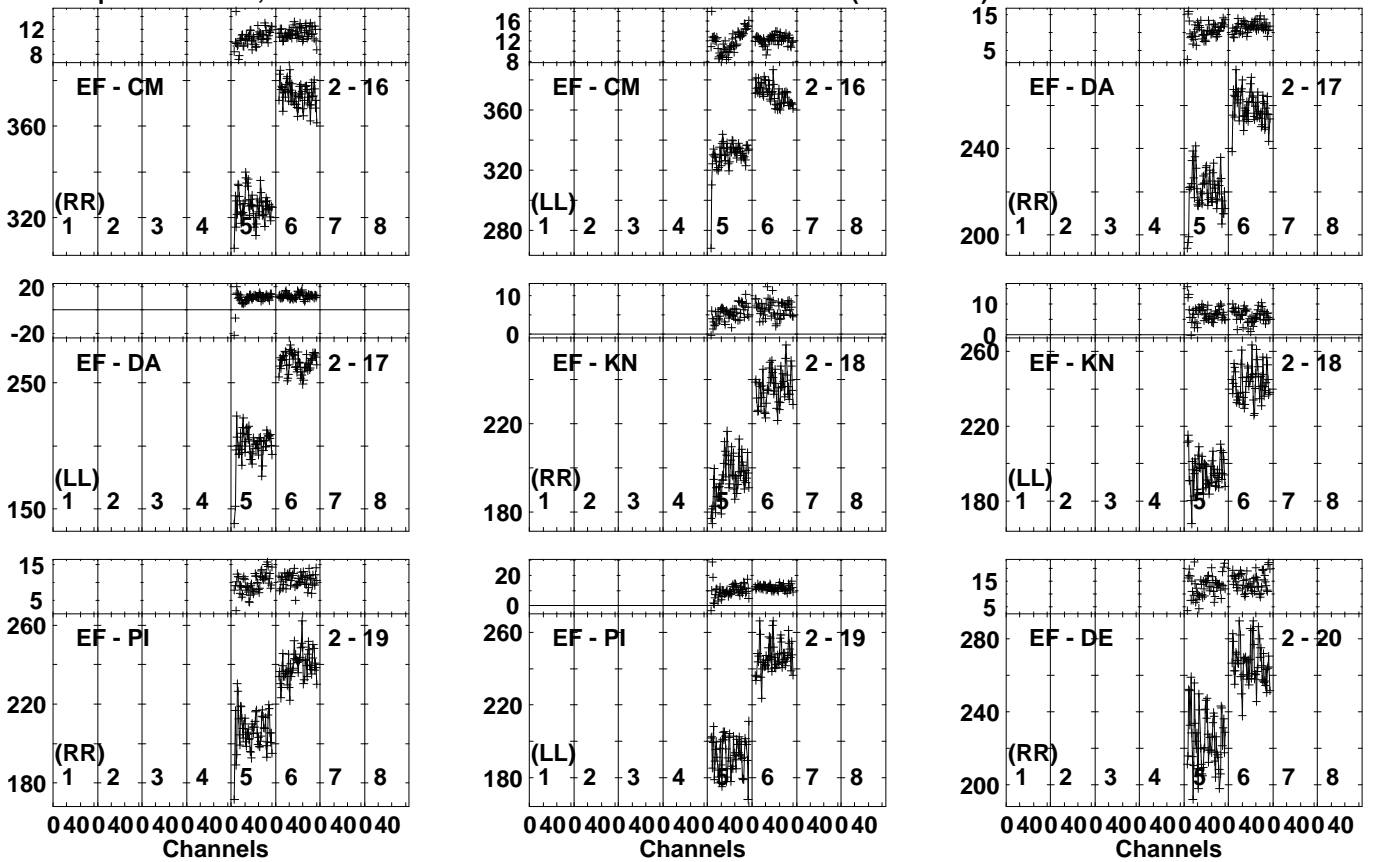 12
8
EF - CM 2 - 16
360
320
(RR)
1 2 3 4 5 6 7 8
16
12
8
EF - CM 2 - 16
360
320
280
(LL)
1 2 3 4 5 6 7 8
15
5
EF - DA 2 - 17
240
200
(RR)
1 2 3 4 5 6 7 8
20
-20
EF - DA 2 - 17
250
150
(LL)
1 2 3 4 5 6 7 8
10
0
EF - KN 2 - 18
220
180
(RR)
1 2 3 4 5 6 7 8
10
0
EF - KN 2 - 18
260
220
180
(LL)
1 2 3 4 5 6 7 8
15
5
EF - PI 2 - 19
260
220
180
(RR)
1 2 3 4 5 6 7 8
0 40 0 40 0 40 0 40 0 40 0 40 0 40 0 40
Channels
20
0
EF - PI 2 - 19
260
220
180
(LL)
1 2 3 4 5 6 7 8
0 40 0 40 0 40 0 40 0 40 0 40 0 40 0 40
Channels
15
5
EF - DE 2 - 20
280
240
200
(RR)
1 2 3 4 5 6 7 8
0 40 0 40 0 40 0 40 0 40 0 40 0 40 0 40
Channels